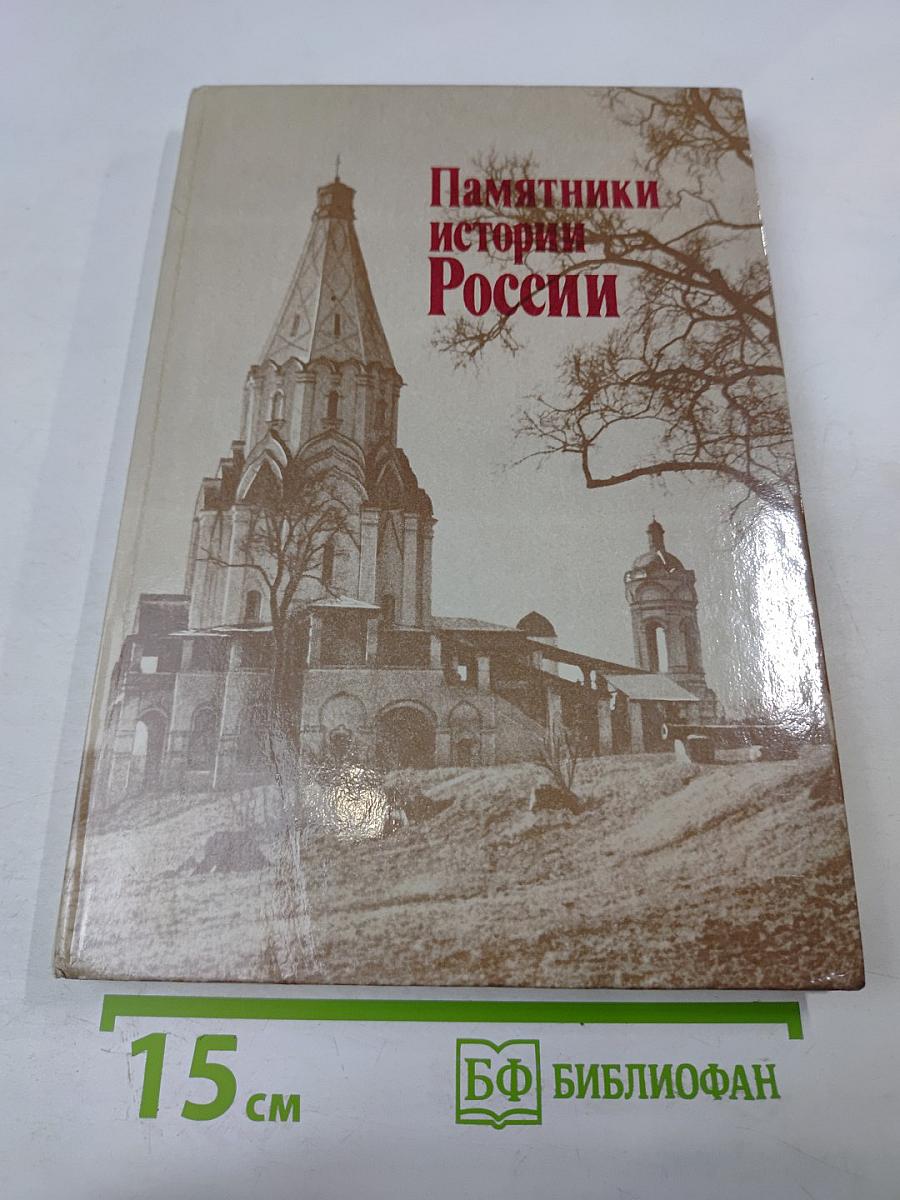 Памятники
истории
России
15 см
БФ БИБЛИОФАН